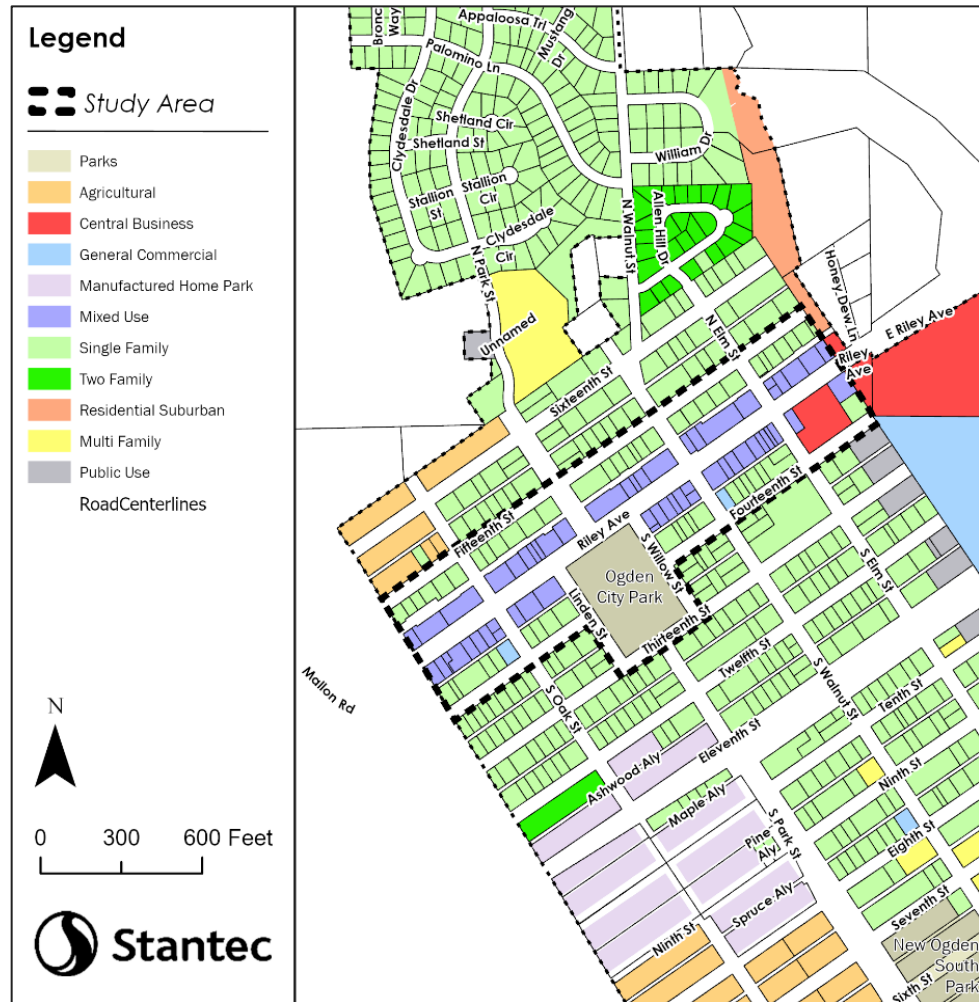 Legend
Study Area
Parks
Agricultural
Central Business
General Commercial
Manufactured Home Park
Mixed Use
Single Family
Two Family
Residential Suburban
Multi Family
Public Use
RoadCenterlines
N
0 300 600 Feet
Stantec
Bronc
Way
Appaloosa Trl
Mustang
Dr
Palomino Ln
Clydesdale Dr
Shetland Cir
Shetland St
William Dr
Stallion
St
Stallion
Cir
Clydesdale
Cir
N Walnut St
Allen Hill Dr
N Park St
Unnamed
Honey Dew Ln
E Riley Ave
Riley
Ave
N Elm St
Sixteenth St
Fifteenth St
Riley Ave
Fourteenth St
S Willow St
Ogden
City Park
Linden St
S Elm St
Thirteenth St
Twelfth St
Mallon Rd
S Oak St
S Walnut St
Tenth St
Eleventh St
Ashwood Aly
Maple Aly
Ninth St
S Park St
Pine
Aly
Eighth St
Spruce Aly
Seventh St
Ninth St
New Ogden
South
Park
Sixth St